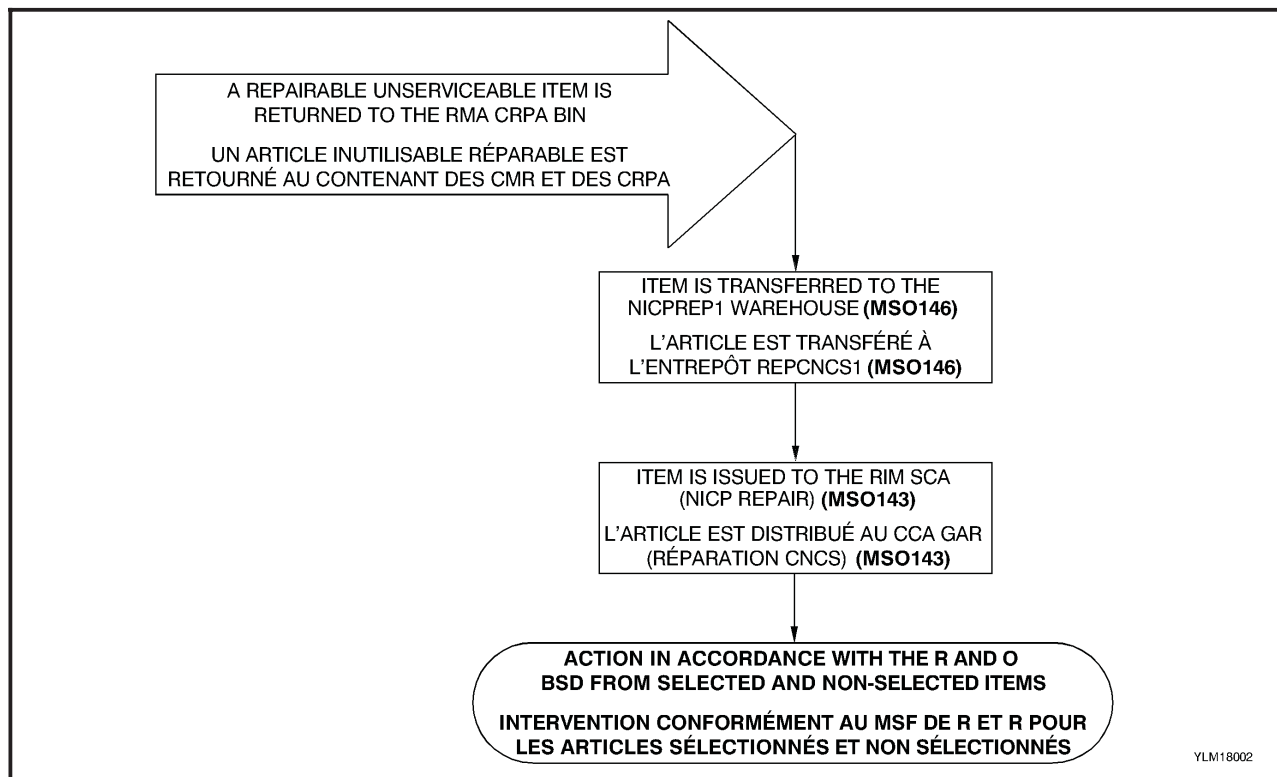 A REPAIRABLE UNSERVICEABLE ITEM IS
RETURNED TO THE RMA CRPA BIN
UN ARTICLE INUTILISABLE RÉPARABLE EST
RETOURNÉ AU CONTENANT DES CMR ET DES CRPA
ITEM IS TRANSFERRED TO THE
NICPREP1 WAREHOUSE (MSO146)
L'ARTICLE EST TRANSFÉRÉ À
L'ENTREPÔT REPCNCS1 (MSO146)
ITEM IS ISSUED TO THE RIM SCA
(NICP REPAIR) (MSO143)
L'ARTICLE EST DISTRIBUÉ AU CCA GAR
(RÉPARATION CNCS) (MSO143)
ACTION IN ACCORDANCE WITH THE R AND O
BSD FROM SELECTED AND NON-SELECTED ITEMS
INTERVENTION CONFORMÉMENT AU MSF DE R ET R POUR
LES ARTICLES SÉLECTIONNÉS ET NON SÉLECTIONNÉS
YLM18002